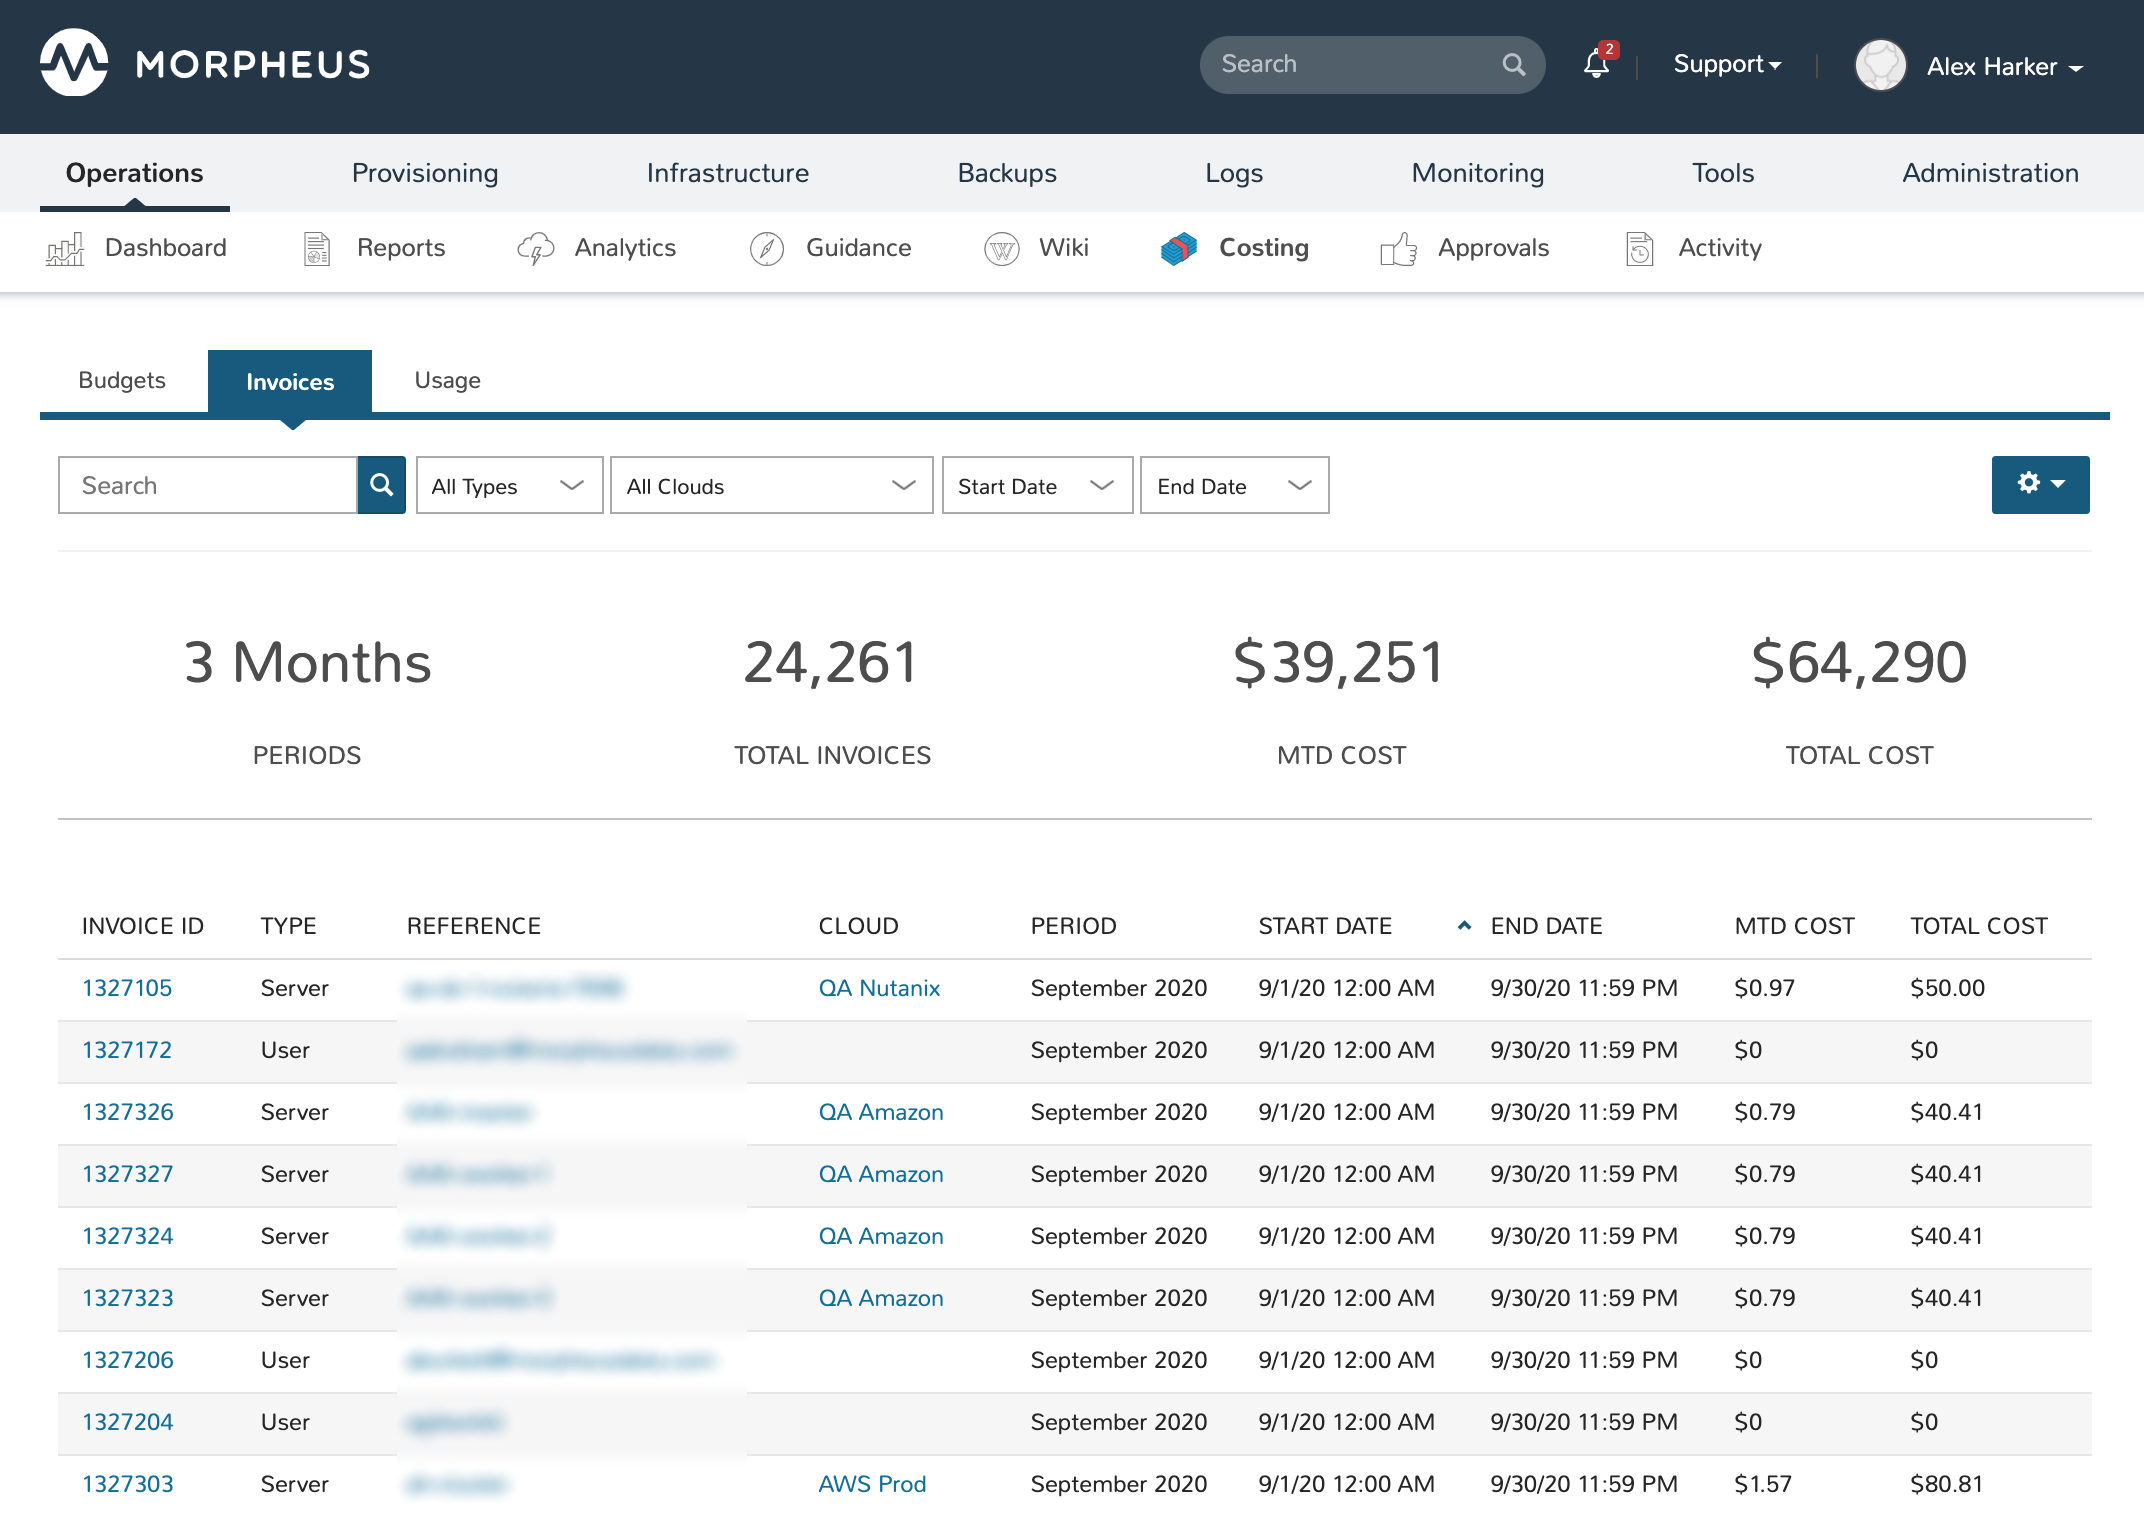 MORPHEUS
Search 2 Support Alex Harker
Operations Provisioning Infrastructure Backups Logs Monitoring Tools Administration
Dashboard Reports Analytics Guidance Wiki Costing Approvals Activity
Budgets Invoices Usage
Search All Types All Clouds Start Date End Date
3 Months 24,261 $39,251 $64,290
PERIODS TOTAL INVOICES MTD COST TOTAL COST
INVOICE ID TYPE REFERENCE CLOUD PERIOD START DATE END DATE MTD COST TOTAL COST
1327105 Server QA Nutanix September 2020 9/1/20 12:00 AM 9/30/20 11:59 PM $0.97 $50.00
1327172 User September 2020 9/1/20 12:00 AM 9/30/20 11:59 PM $0 $0
1327326 Server QA Amazon September 2020 9/1/20 12:00 AM 9/30/20 11:59 PM $0.79 $40.41
1327327 Server QA Amazon September 2020 9/1/20 12:00 AM 9/30/20 11:59 PM $0.79 $40.41
1327324 Server QA Amazon September 2020 9/1/20 12:00 AM 9/30/20 11:59 PM $0.79 $40.41
1327323 Server QA Amazon September 2020 9/1/20 12:00 AM 9/30/20 11:59 PM $0.79 $40.41
1327206 User September 2020 9/1/20 12:00 AM 9/30/20 11:59 PM $0 $0
1327204 User September 2020 9/1/20 12:00 AM 9/30/20 11:59 PM $0 $0
1327303 Server AWS Prod September 2020 9/1/20 12:00 AM 9/30/20 11:59 PM $1.57 $80.81